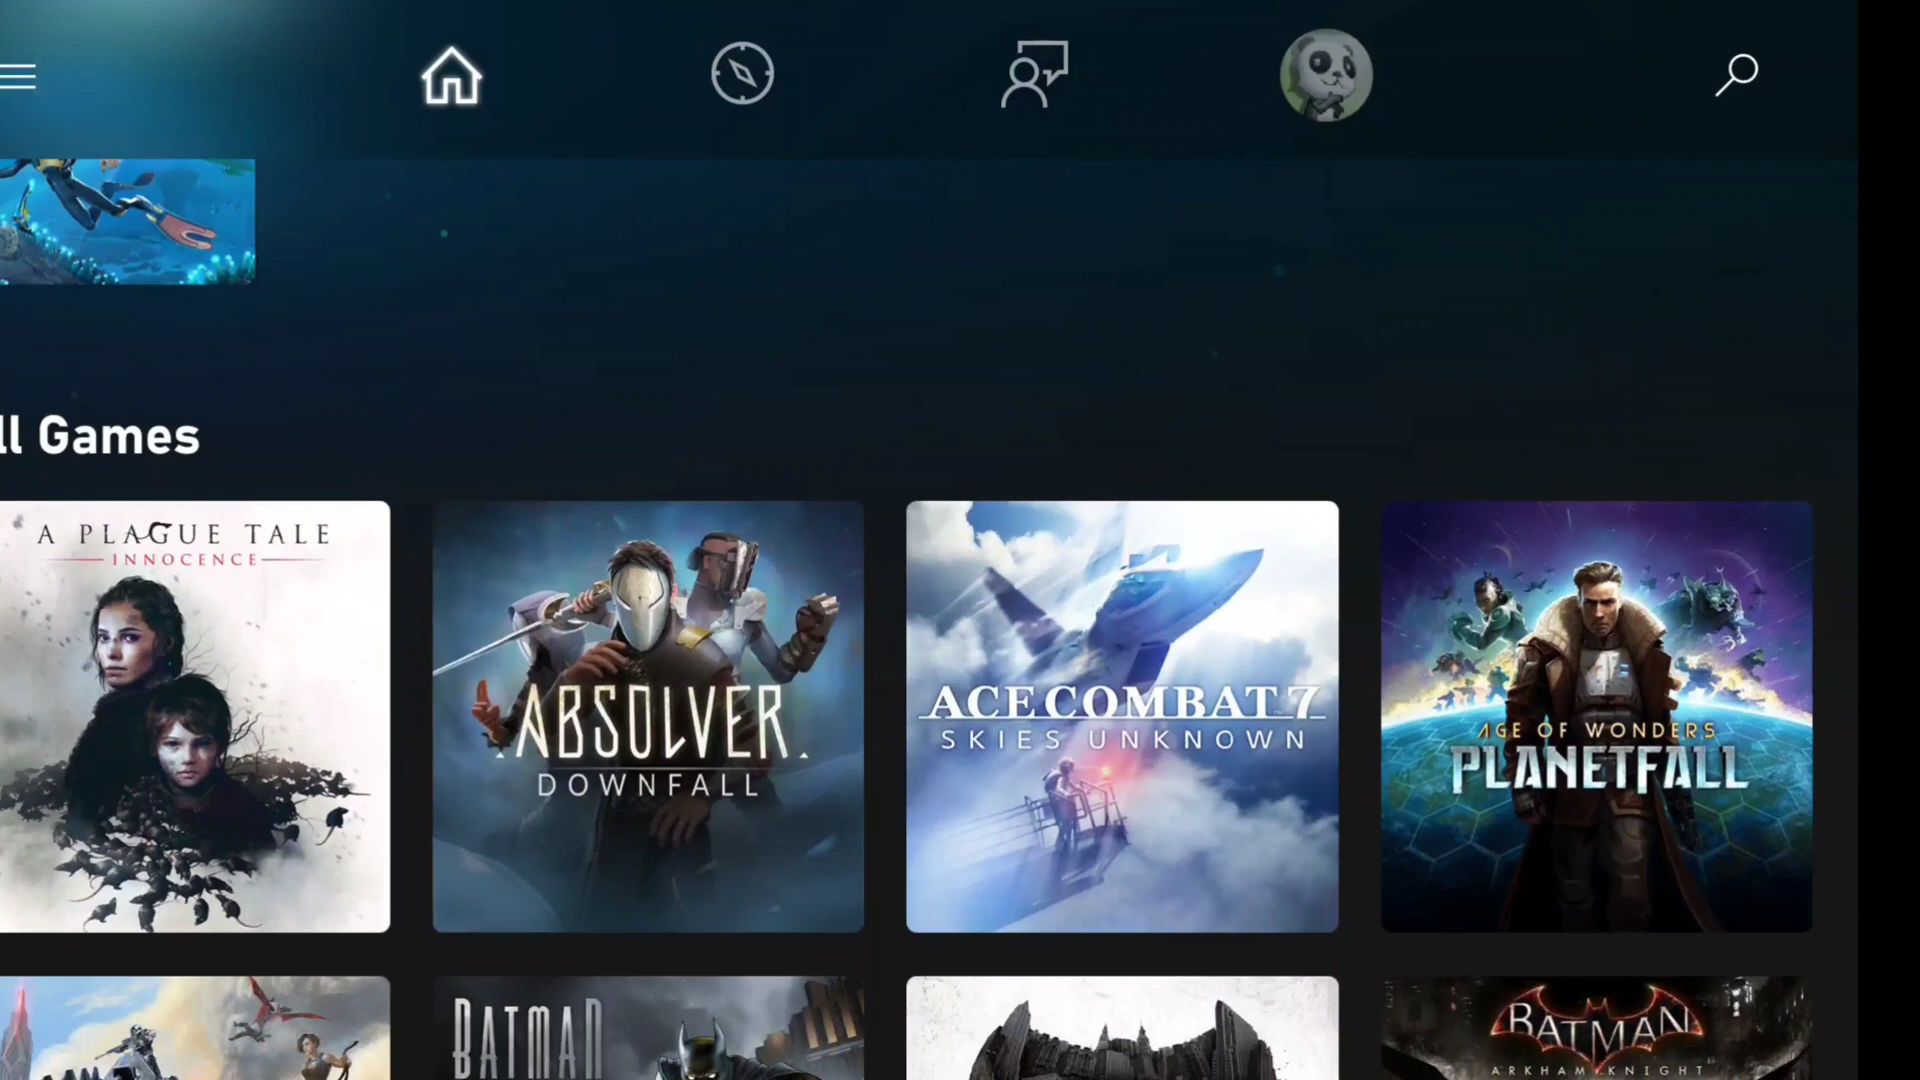 ll Games
A PLAGUE TALE
INNOCENCE
ABSOLVER
DOWNFALL
ACE COMBAT 7
SKIES UNKNOWN
AGE OF WONDERS
PLANETFALL
BATMAN
BATMAN
ARKHAM KNIGHT